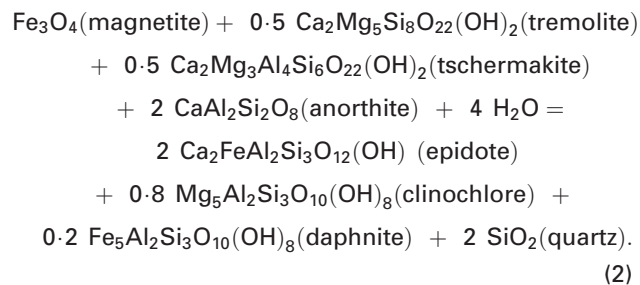 Fe₃O₄(magnetite) + 0·5 Ca₂Mg₅Si₈O₂₂(OH)₂(tremolite)
+ 0·5 Ca₂Mg₃Al₄Si₆O₂₂(OH)₂(tschermakite)
+ 2 CaAl₂Si₂O₈(anorthite) + 4 H₂O =
2 Ca₂FeAl₂Si₃O₁₂(OH) (epidote)
+ 0·8 Mg₅Al₂Si₃O₁₀(OH)₈(clinochlore) +
0·2 Fe₅Al₂Si₃O₁₀(OH)₈(daphnite) + 2 SiO₂(quartz).
(2)